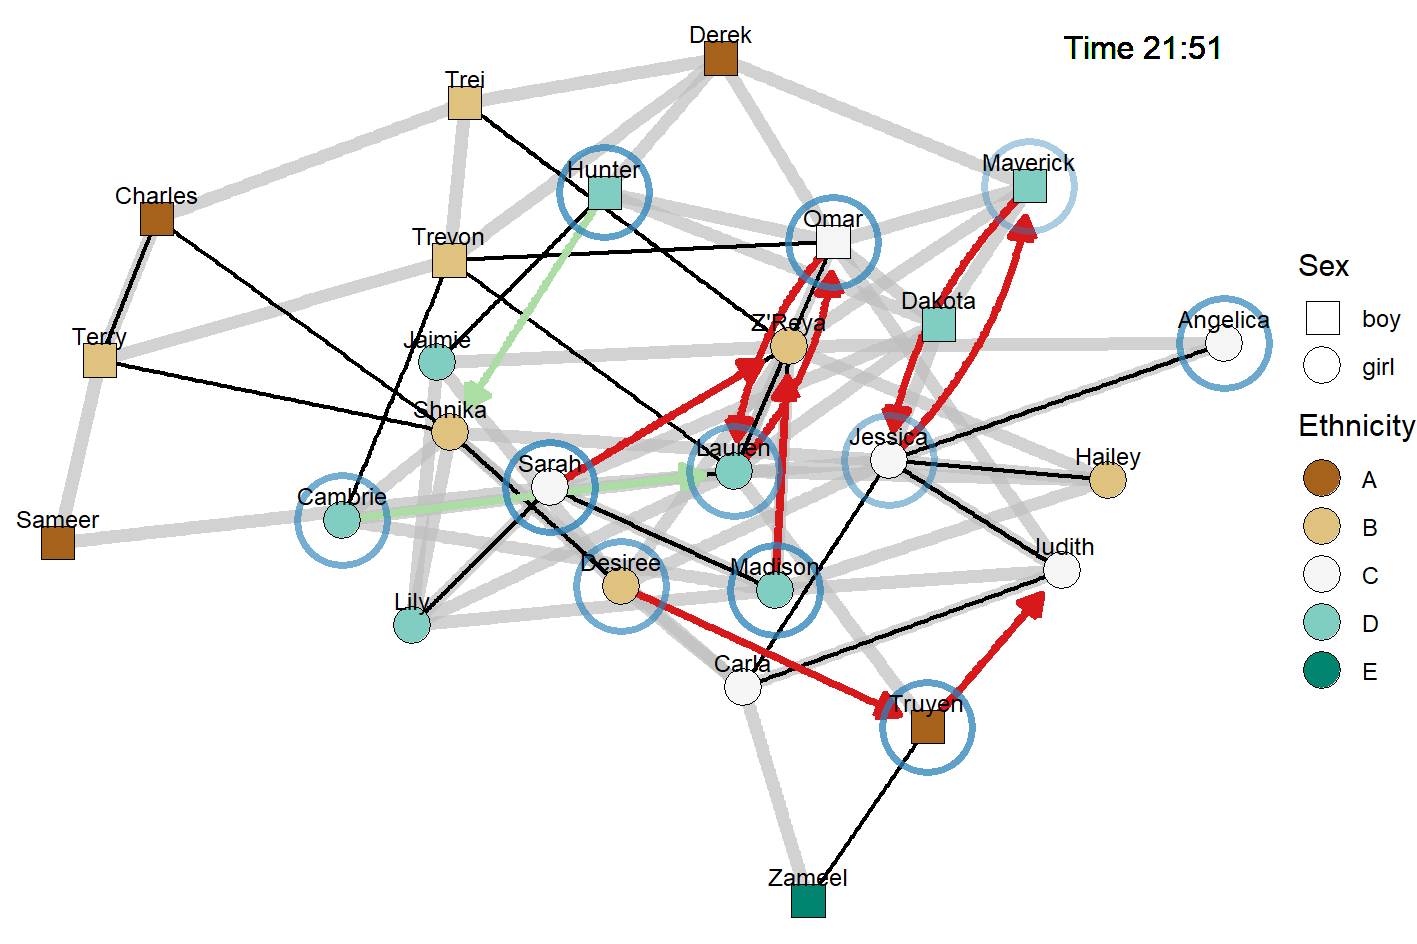 Derek
Time 21:51
Trei
Hunter
Maverick
Charles
Omar
Trevon
Sex
Dakota
boy
Angelica
Z'Reya
Terry
Jaimie
girl
Shnika
Ethnicity
Jessica
Lauren
Hailey
Sarah
A
Cambrie
Sameer
B
Judith
Desiree
Madison
C
Lily
D
Carla
E
Truyen
Zameel